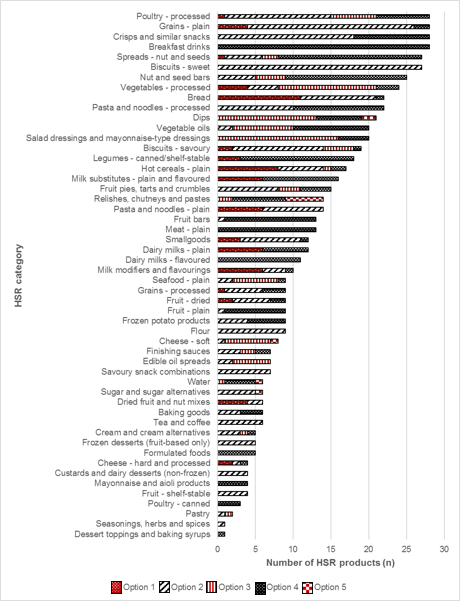 Poultry - processed
Grains - plain
Crisps and similar snacks
Breakfast drinks
Spreads - nut and seeds
Biscuits - sweet
Nut and seed bars
Vegetables - processed
Bread
Pasta and noodles - processed
Dips
Vegetable oils
Salad dressings and mayonnaise-type dressings
Biscuits - savoury
Legumes - canned/shelf-stable
Hot cereals - plain
Milk substitutes - plain and flavoured
Fruit pies, tarts and crumbles
Relishes, chutneys and pastes
Pasta and noodles - plain
Fruit bars
Meat - plain
Smallgoods
Dairy milks - plain
Dairy milks - flavoured
Milk modifiers and flavourings
Seafood - plain
Grains - processed
Fruit - dried
Fruit - plain
Frozen potato products
Flour
Cheese - soft
Finishing sauces
Edible oil spreads
Savoury snack combinations
Water
Sugar and sugar alternatives
Dried fruit and nut mixes
Baking goods
Tea and coffee
Cream and cream alternatives
Frozen desserts (fruit-based only)
Formulated foods
Cheese - hard and processed
Custards and dairy desserts (non-frozen)
Mayonnaise and aioli products
Fruit - shelf-stable
Poultry - canned
Pastry
Seasonings, herbs and spices
Dessert toppings and baking syrups
HSR category
0 5 10 15 20 25 30
Number of HSR products (n)
Option 1 Option 2 Option 3 Option 4 Option 5